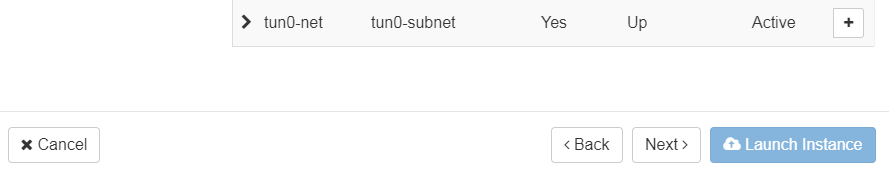 tun0-net tun0-subnet Yes Up Active
Cancel Back Next Launch Instance